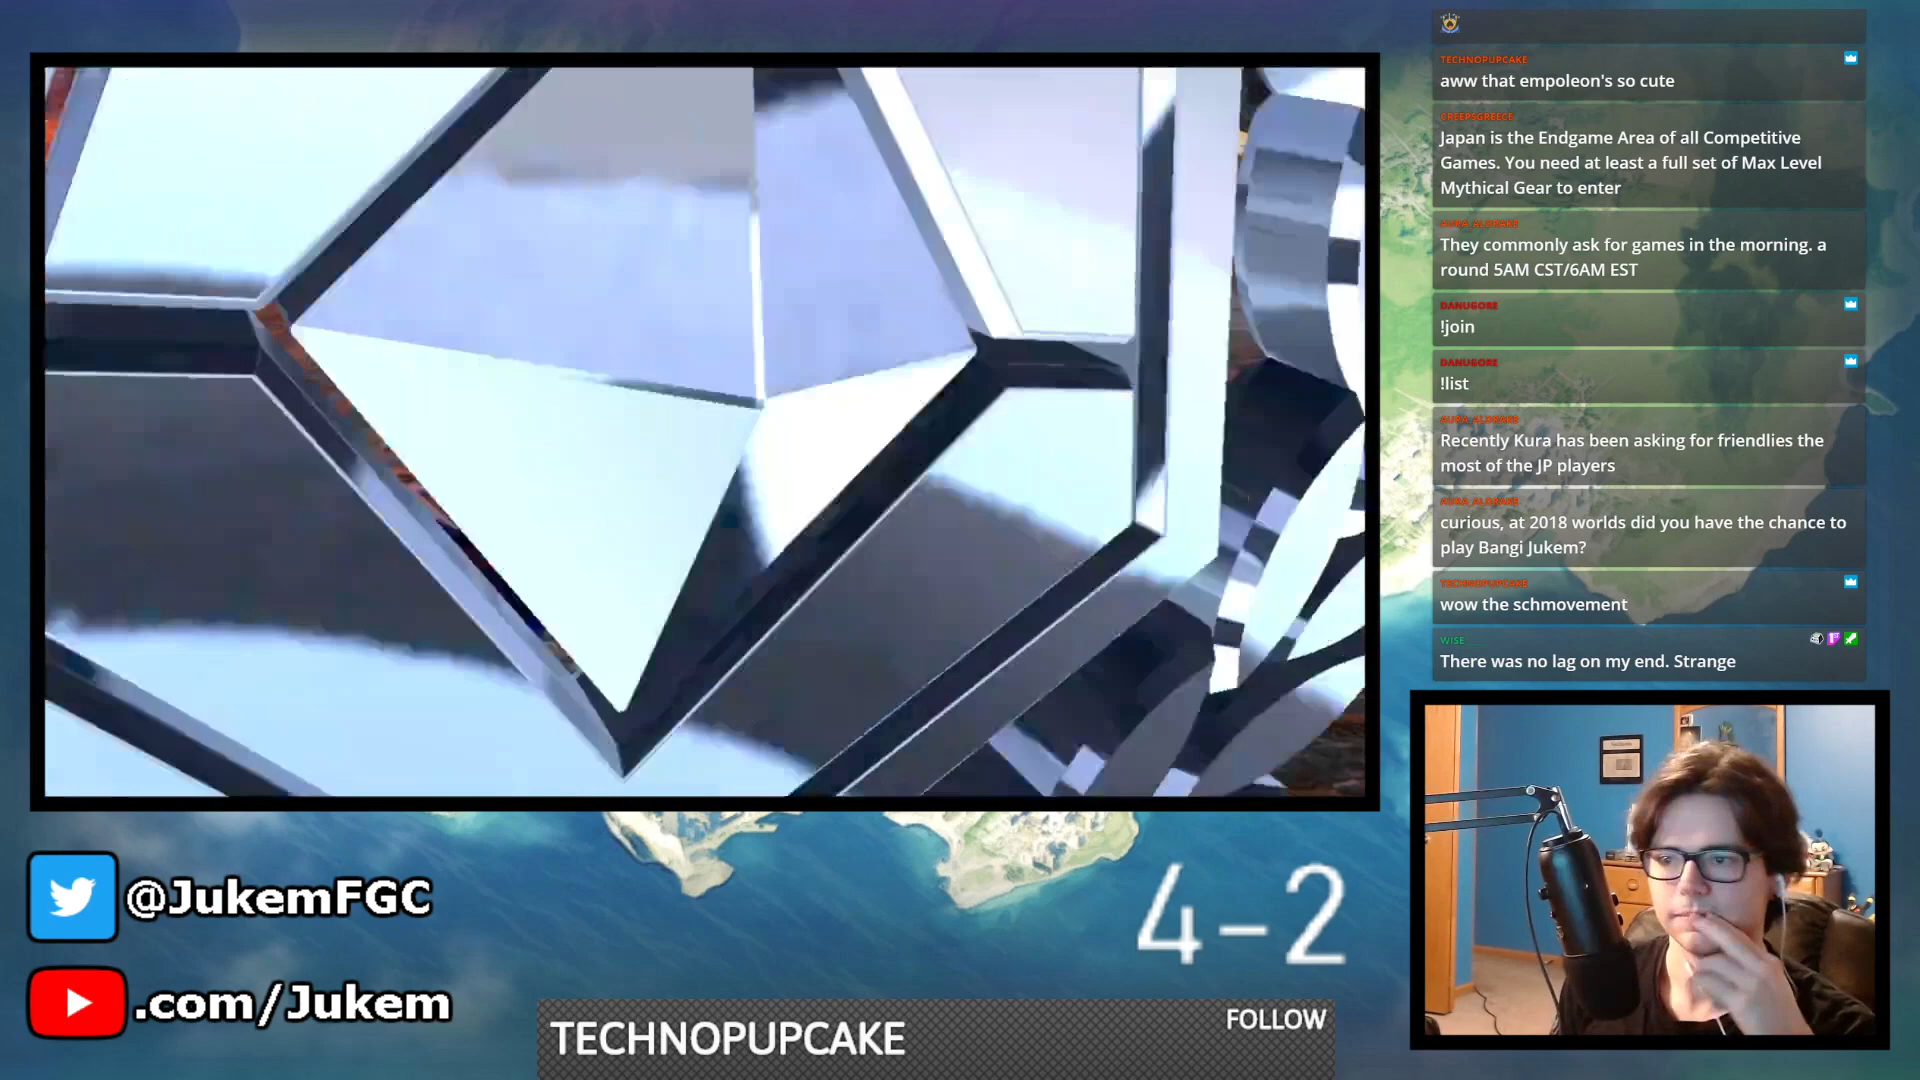 TECHNOPUPCAKE
aww that empoleon's so cute
CREEPSGREECE
Japan is the Endgame Area of all Competitive
Games. You need at least a full set of Max Level
Mythical Gear to enter
They commonly ask for games in the morning. a
round 5AM CST/6AM EST
DANUGORE
!join
DANUGORE
!list
Recently Kura has been asking for friendlies the
most of the JP players
curious, at 2018 worlds did you have the chance to
play Bangi Jukem?
TECHNOPUPCAKE
wow the schmovement
WISE
There was no lag on my end. Strange
@JukemFGC
.com/Jukem
4-2
TECHNOPUPCAKE
FOLLOW